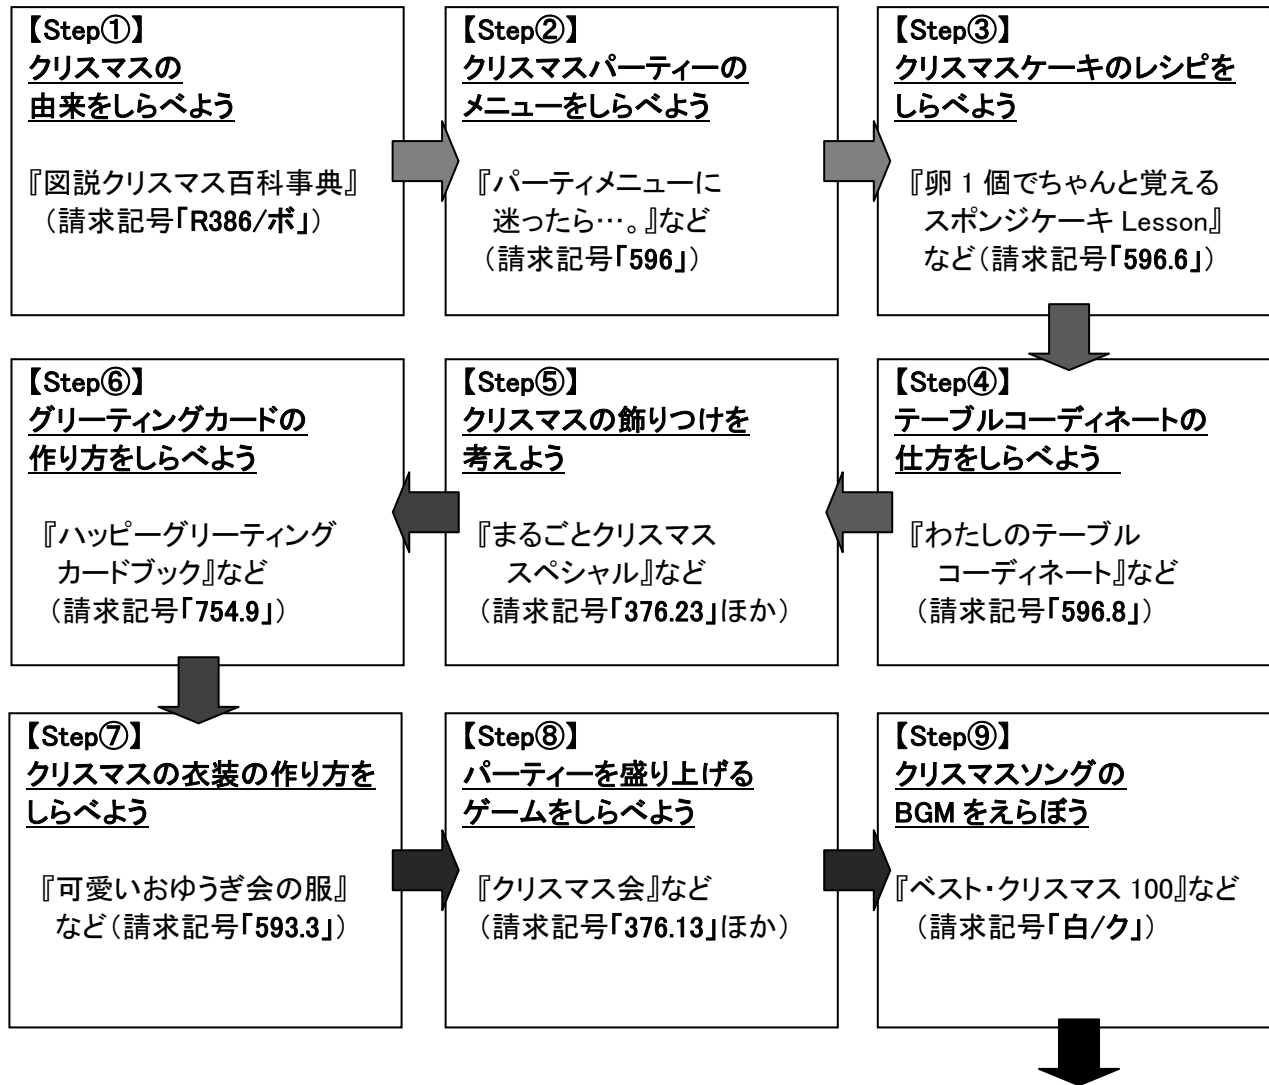 【Step①】
クリスマスの
由来をしらべよう
『図説クリスマス百科事典』
（請求記号「R386/ボ」）
【Step②】
クリスマスパーティーの
メニューをしらべよう
『パーティメニューに
迷ったら…。』など
（請求記号「596」）
【Step③】
クリスマスケーキのレシピを
しらべよう
『卵 1 個でちゃんと覚える
スポンジケーキ Lesson』
など（請求記号「596.6」）
【Step④】
テーブルコーディネートの
仕方をしらべよう
『わたしのテーブル
コーディネート』など
（請求記号「596.8」）
【Step⑤】
クリスマスの飾りつけを
考えよう
『まるごとクリスマス
スペシャル』など
（請求記号「376.23」ほか）
【Step⑥】
グリーティングカードの
作り方をしらべよう
『ハッピーグリーティング
カードブック』など
（請求記号「754.9」）
【Step⑦】
クリスマスの衣装の作り方を
しらべよう
『可愛いおゆうぎ会の服』
など（請求記号「593.3」）
【Step⑧】
パーティーを盛り上げる
ゲームをしらべよう
『クリスマス会』など
（請求記号「376.13」ほか）
【Step⑨】
クリスマスソングの
BGM をえらぼう
『ベスト・クリスマス 100』など
（請求記号「白/ク」）